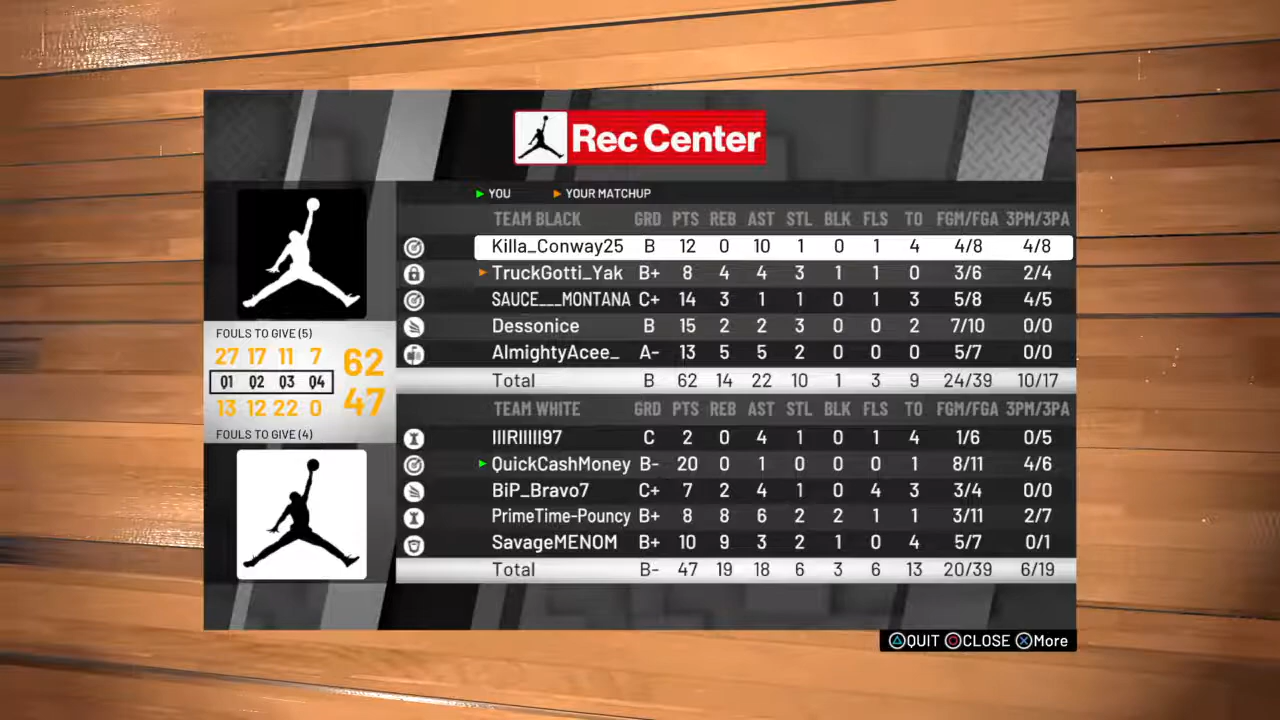 Rec Center
YOU YOUR MATCHUP
TEAM BLACK GRD PTS REB AST STL BLK FLS TO FGM/FGA 3PM/3PA
Killa_Conway25 B 12 0 10 1 0 1 4 4/8 4/8
TruckGotti_Yak B+ 8 4 4 3 1 1 0 3/6 2/4
SAUCE___MONTANA C+ 14 3 1 1 0 1 3 5/8 4/5
Dessonice B 15 2 2 3 0 0 2 7/10 0/0
AlmightyAcee_ A- 13 5 5 2 0 0 0 5/7 0/0
Total B 62 14 22 10 1 3 9 24/39 10/17
FOULS TO GIVE (5)
27 17 11 7 62
Q1 Q2 Q3 Q4
13 12 22 0 47
FOULS TO GIVE (4)
TEAM WHITE GRD PTS REB AST STL BLK FLS TO FGM/FGA 3PM/3PA
IIIRIIIII97 C 2 0 4 1 0 1 4 1/6 0/5
QuickCashMoney B- 20 0 1 0 0 0 1 8/11 4/6
BiP_Bravo7 C+ 7 2 4 1 0 4 3 3/4 0/0
PrimeTime-Pouncy B+ 8 8 6 2 2 1 1 3/11 2/7
SavageMENOM B+ 10 9 3 2 1 0 4 5/7 0/1
Total B- 47 19 18 6 3 6 13 20/39 6/19
QUIT CLOSE More